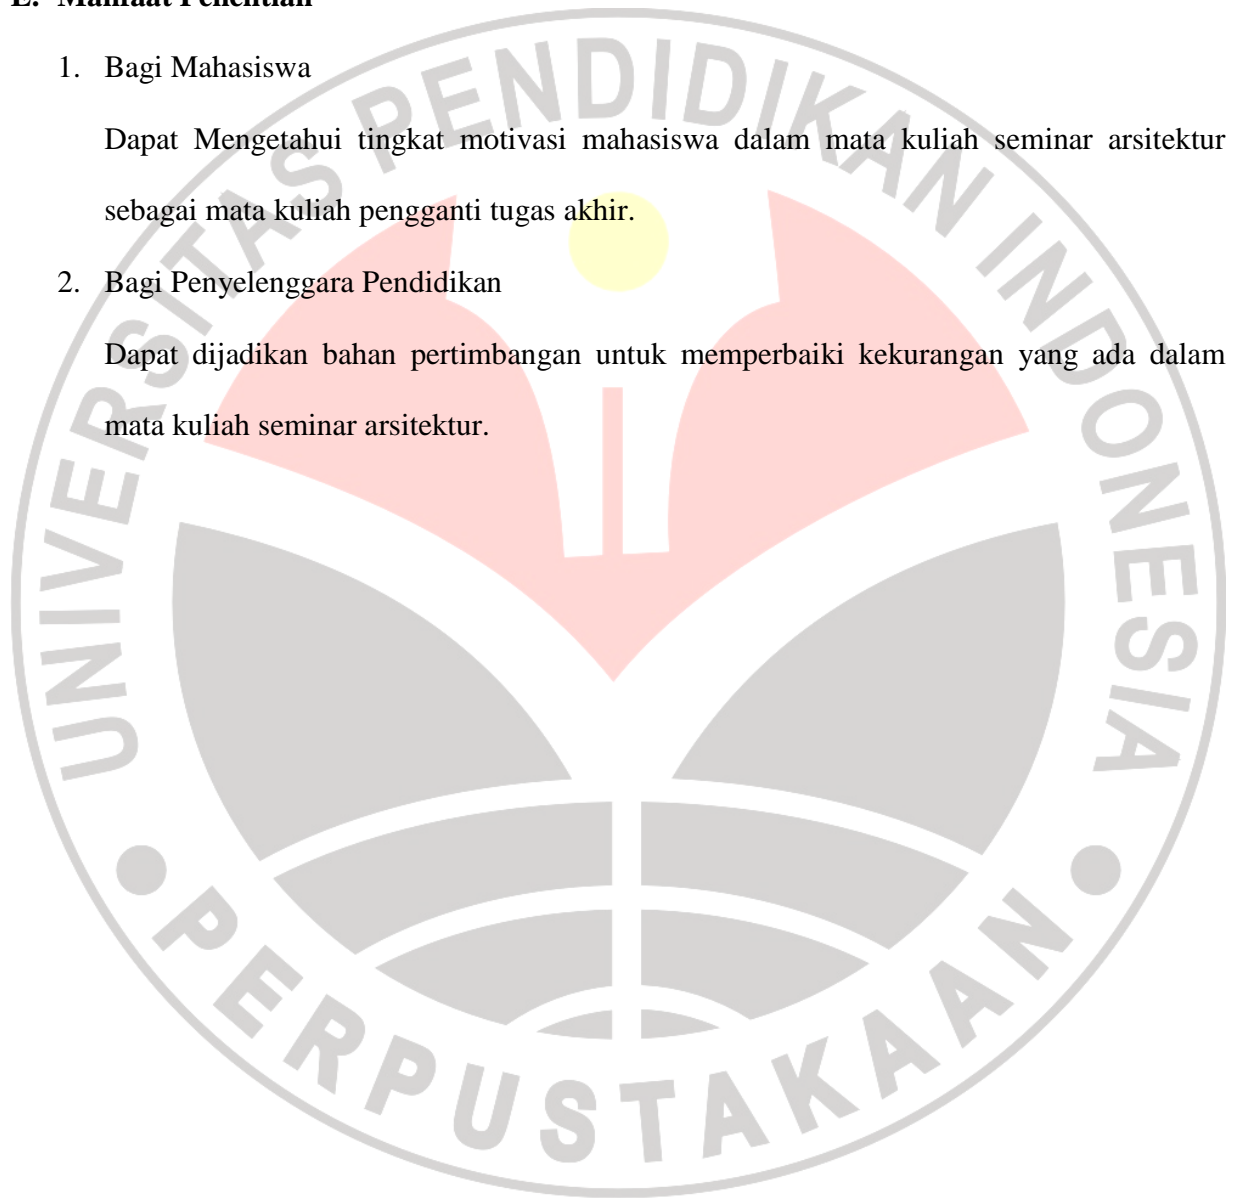 E. Manfaat Penelitian
1. Bagi Mahasiswa
Dapat Mengetahui tingkat motivasi mahasiswa dalam mata kuliah seminar arsitektur
sebagai mata kuliah pengganti tugas akhir.
2. Bagi Penyelenggara Pendidikan
Dapat dijadikan bahan pertimbangan untuk memperbaiki kekurangan yang ada dalam
mata kuliah seminar arsitektur.
UNIVERSITAS PENDIDIKAN INDONESIA
PERPUSTAKAAN